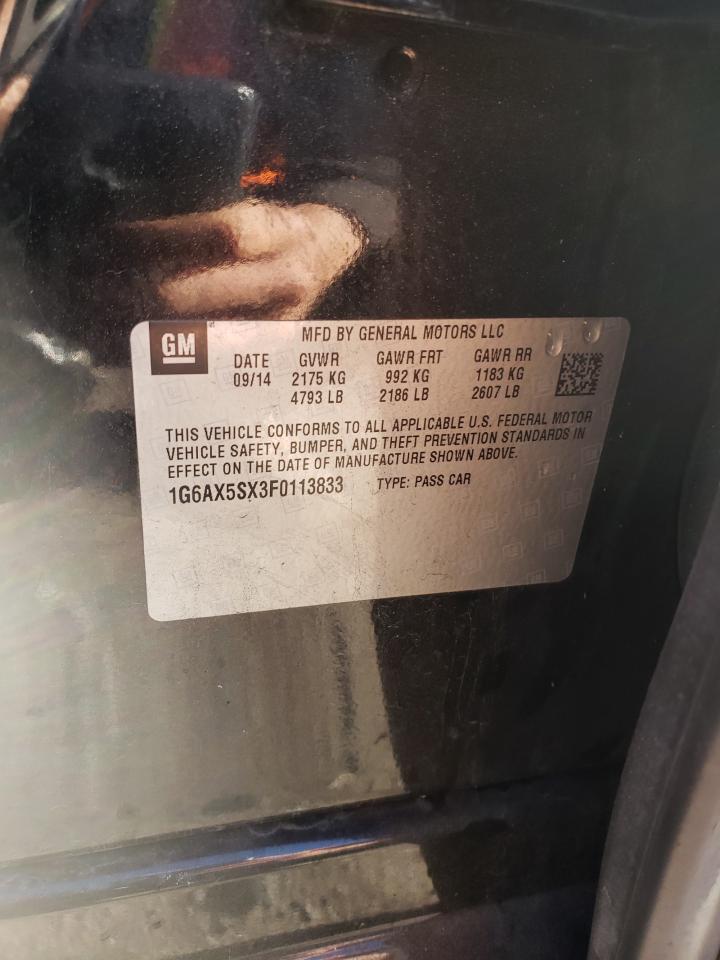 GM
MFD BY GENERAL MOTORS LLC
DATE GVWR GAWR FRT GAWR RR
09/14 2175 KG 992 KG 1183 KG
4793 LB 2186 LB 2607 LB
THIS VEHICLE CONFORMS TO ALL APPLICABLE U.S. FEDERAL MOTOR
VEHICLE SAFETY, BUMPER, AND THEFT PREVENTION STANDARDS IN
EFFECT ON THE DATE OF MANUFACTURE SHOWN ABOVE.
1G6AX5SX3F0113833 TYPE: PASS CAR